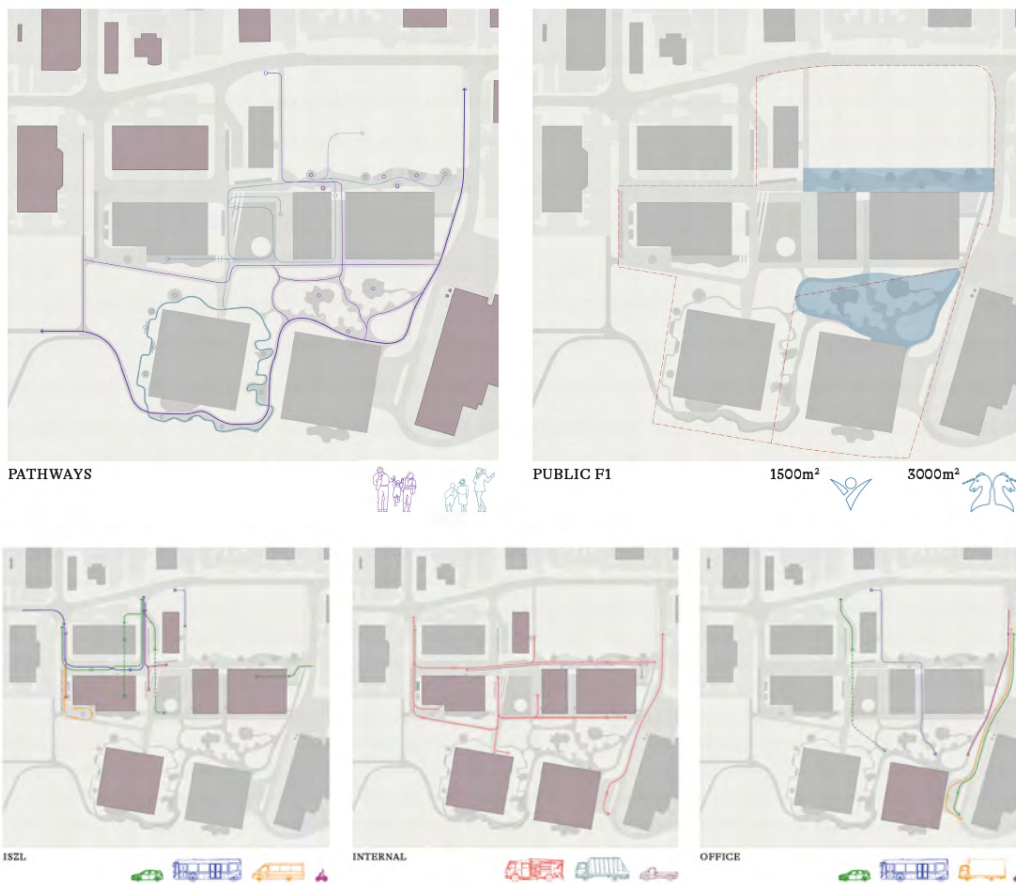 PATHWAYS
PUBLIC F1
1500m²
3000m²
ISZL
INTERNAL
OFFICE